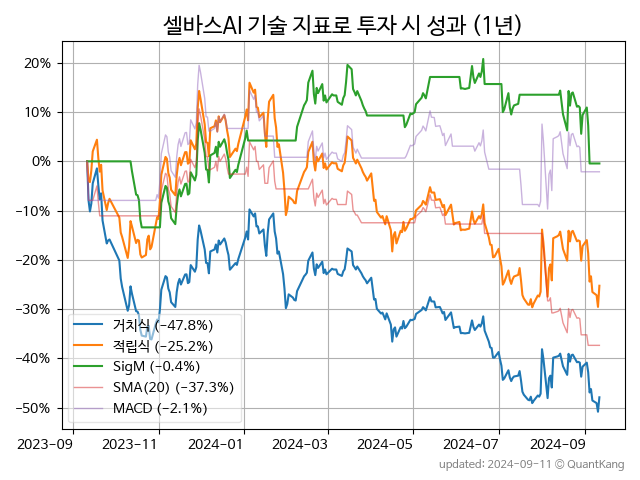 셀바스AI 기술 지표로 투자 시 성과 (1년)
20%
10%
0%
−10%
−20%
−30%
−40%
−50%
거치식 (−47.8%)
적립식 (−25.2%)
SigM (−0.4%)
SMA(20) (−37.3%)
MACD (−2.1%)
2023-09
2023-11
2024-01
2024-03
2024-05
2024-07
2024-09
updated: 2024-09-11 © QuantKang